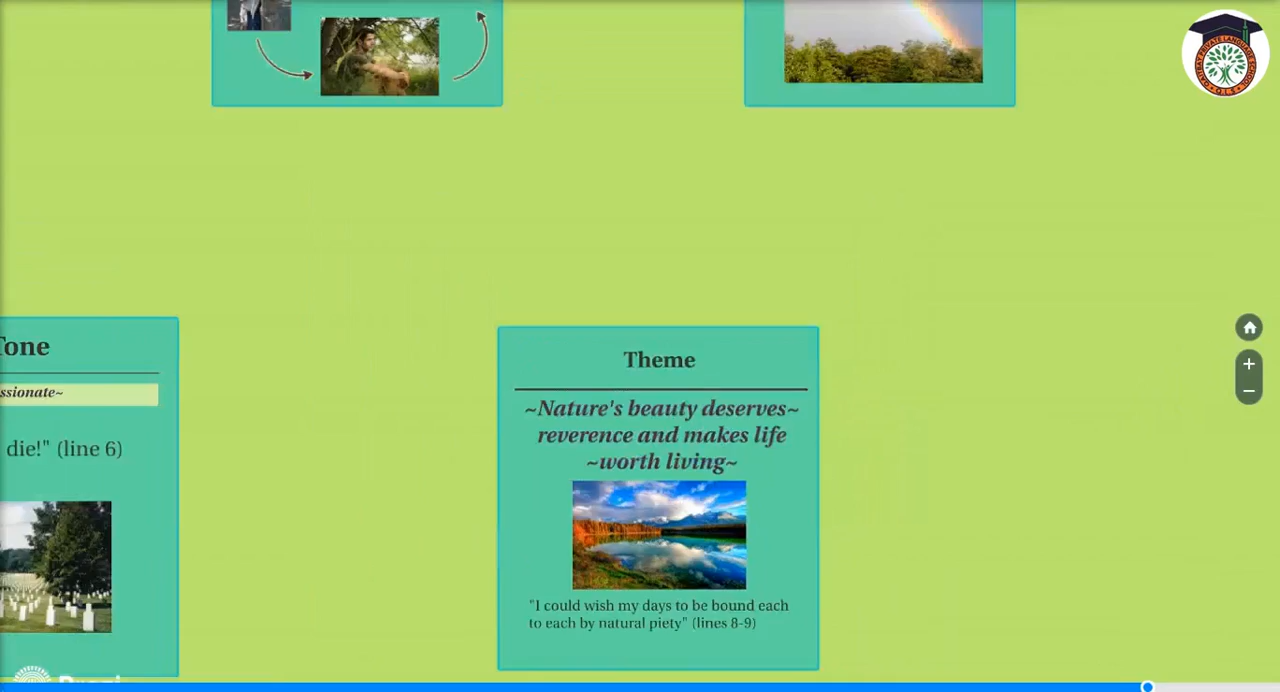 Tone
Theme
ssionate~
~Nature's beauty deserves~
reverence and makes life
~worth living~
die!" (line 6)
"I could wish my days to be bound each
to each by natural piety" (lines 8-9)